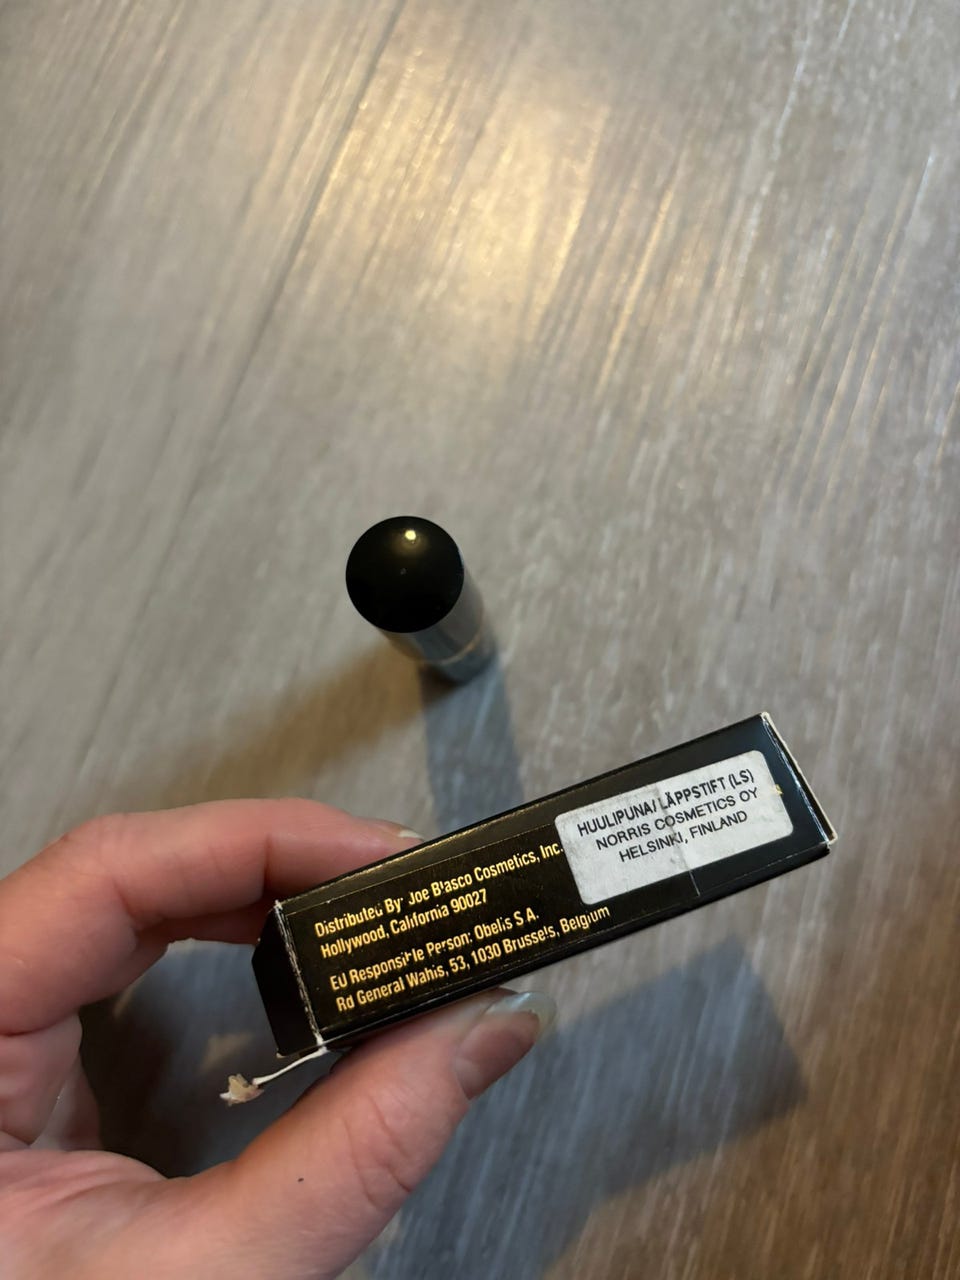 Distributed By: Joe Blasco Cosmetics, Inc.
Hollywood, California 90027
EU Responsible Person: Obelis S.A.
Rd General Wahis, 53, 1030 Brussels, Belgium
HUULIPUNA/ LÄPPSTIFT (LS)
NORRIS COSMETICS OY
HELSINKI, FINLAND